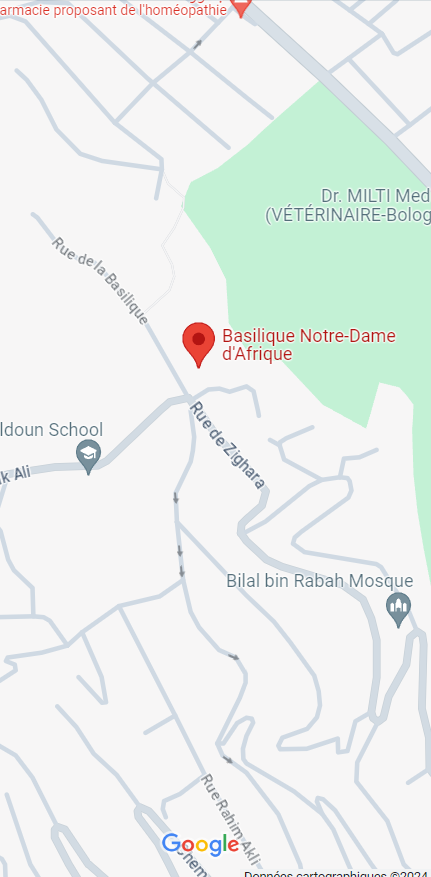 armacie proposant de l'homéopathie
Dr. MILTI Med
(VÉTÉRINAIRE-Bolog
Rue de la Basilique
Basilique Notre-Dame
d'Afrique
ldoun School
Rue de Zighara
k Ali
Bilal bin Rabah Mosque
Rue Rahim Akli
Google
Chem
Données cartographiques ©2024